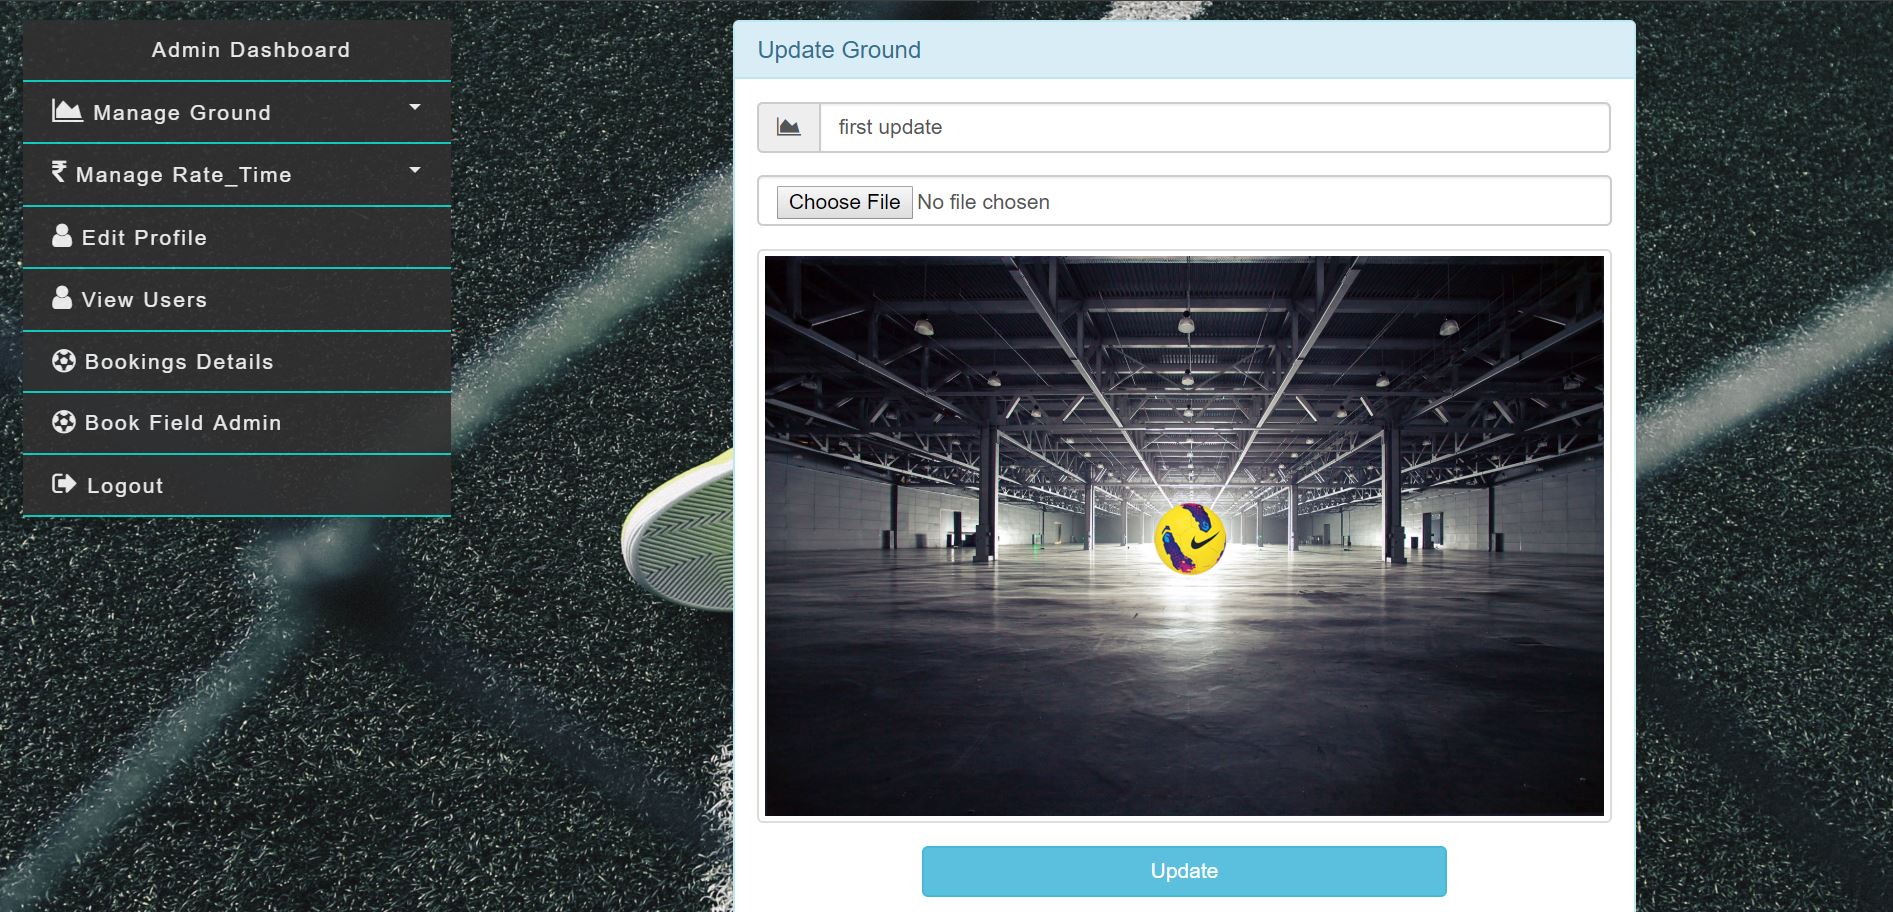 Admin Dashboard
Manage Ground
₹ Manage Rate_Time
Edit Profile
View Users
Bookings Details
Book Field Admin
Logout
Update Ground
first update
Choose File No file chosen
Update